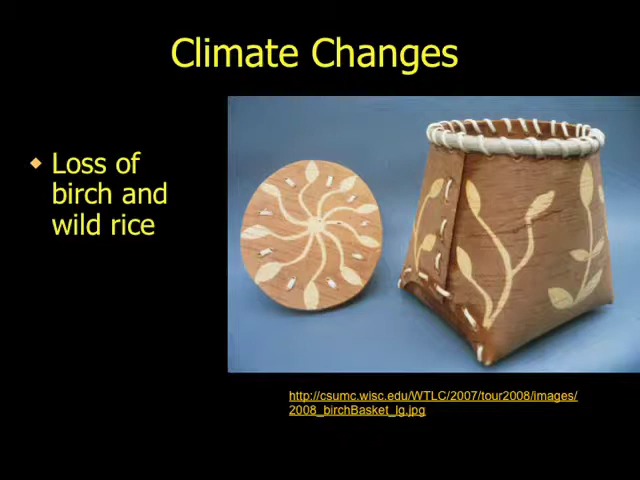 Climate Changes
Loss of
birch and
wild rice
http://csumc.wisc.edu/WTLC/2007/tour2008/images/
2008_birchBasket_lg.jpg